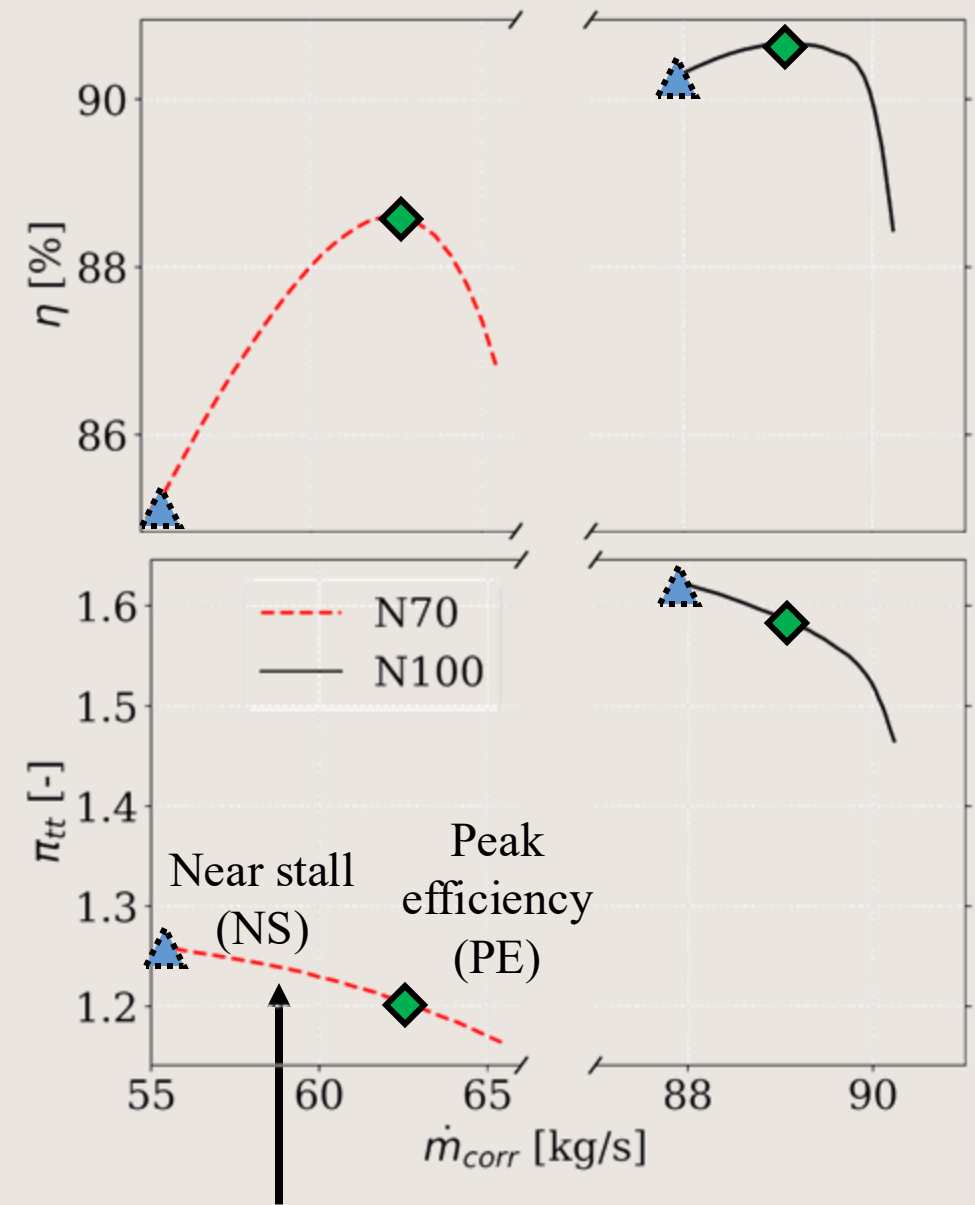 90
88
86
η [%]
1.6
1.5
1.4
1.3
1.2
π_tt [-]
N70
N100
Near stall
(NS)
Peak
efficiency
(PE)
55
60
65
88
90
ṁ_corr [kg/s]